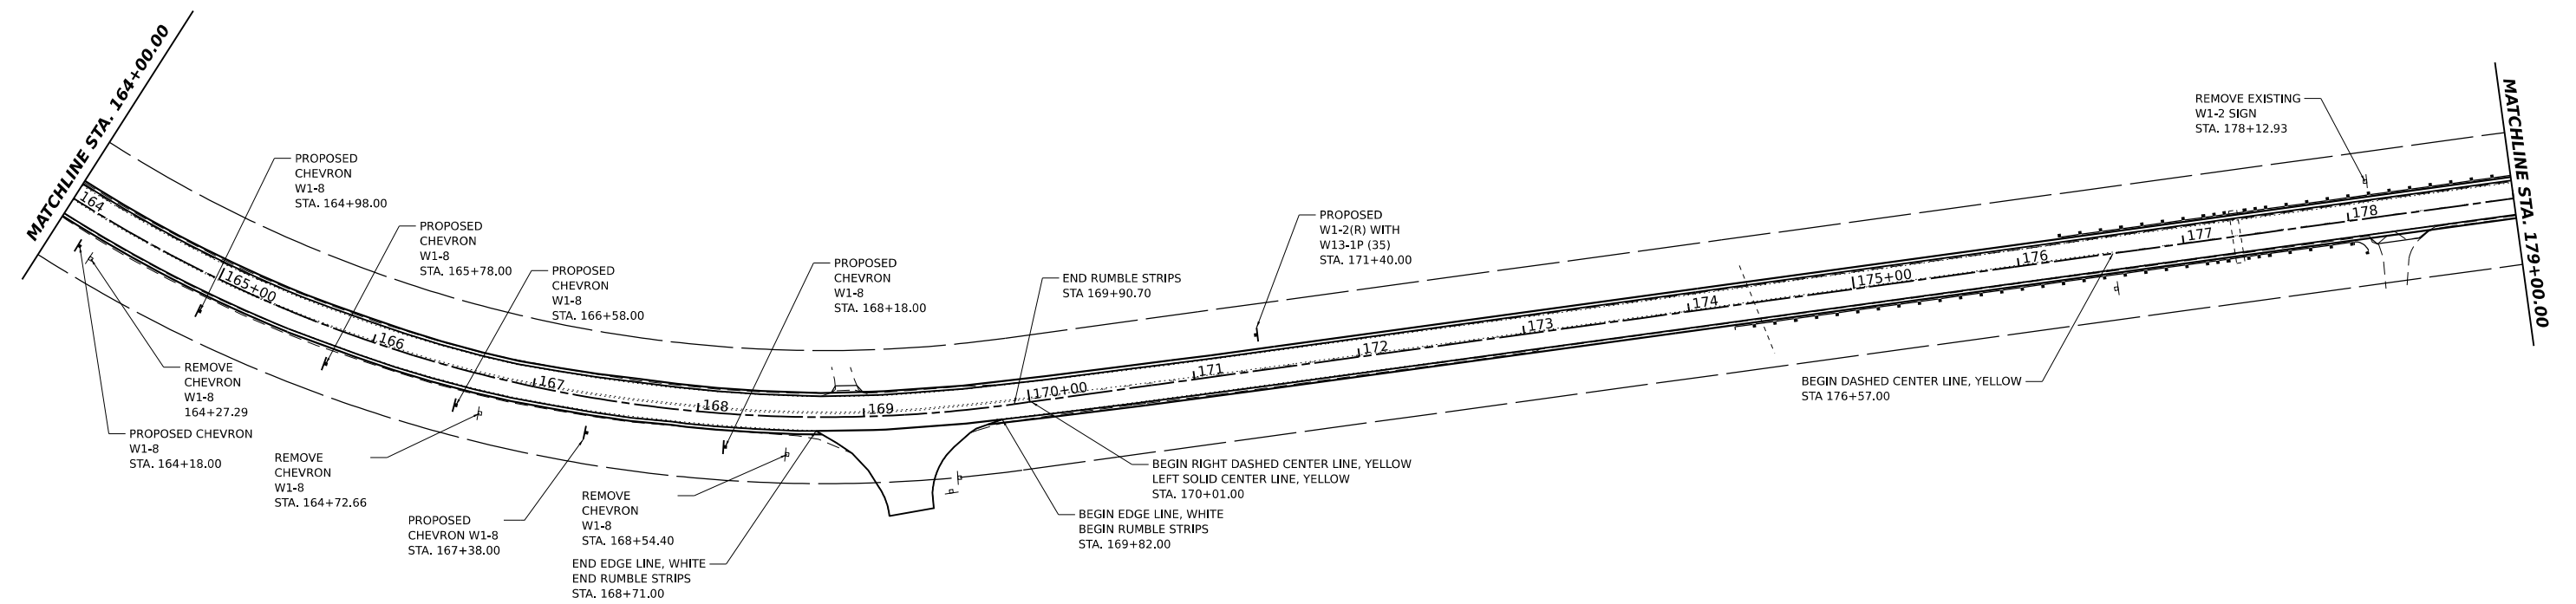 MATCHLINE STA. 164+00.00
PROPOSED
CHEVRON
W1-8
STA. 164+98.00
PROPOSED
CHEVRON
W1-8
STA. 165+78.00
PROPOSED
CHEVRON
W1-8
STA. 166+58.00
PROPOSED
CHEVRON
W1-8
STA. 168+18.00
END RUMBLE STRIPS
STA 169+90.70
PROPOSED
W1-2(R) WITH
W13-1P (35)
STA. 171+40.00
REMOVE EXISTING
W1-2 SIGN
STA. 178+12.93
MATCHLINE STA. 179+00.00
164
165+00
166
167
168
169
170+00
171
172
173
174
175+00
176
177
178
REMOVE
CHEVRON
W1-8
164+27.29
PROPOSED CHEVRON
W1-8
STA. 164+18.00
REMOVE
CHEVRON
W1-8
STA. 164+72.66
PROPOSED
CHEVRON W1-8
STA. 167+38.00
REMOVE
CHEVRON
W1-8
STA. 168+54.40
END EDGE LINE, WHITE
END RUMBLE STRIPS
STA. 168+71.00
BEGIN RIGHT DASHED CENTER LINE, YELLOW
LEFT SOLID CENTER LINE, YELLOW
STA. 170+01.00
BEGIN EDGE LINE, WHITE
BEGIN RUMBLE STRIPS
STA. 169+82.00
BEGIN DASHED CENTER LINE, YELLOW
STA 176+57.00